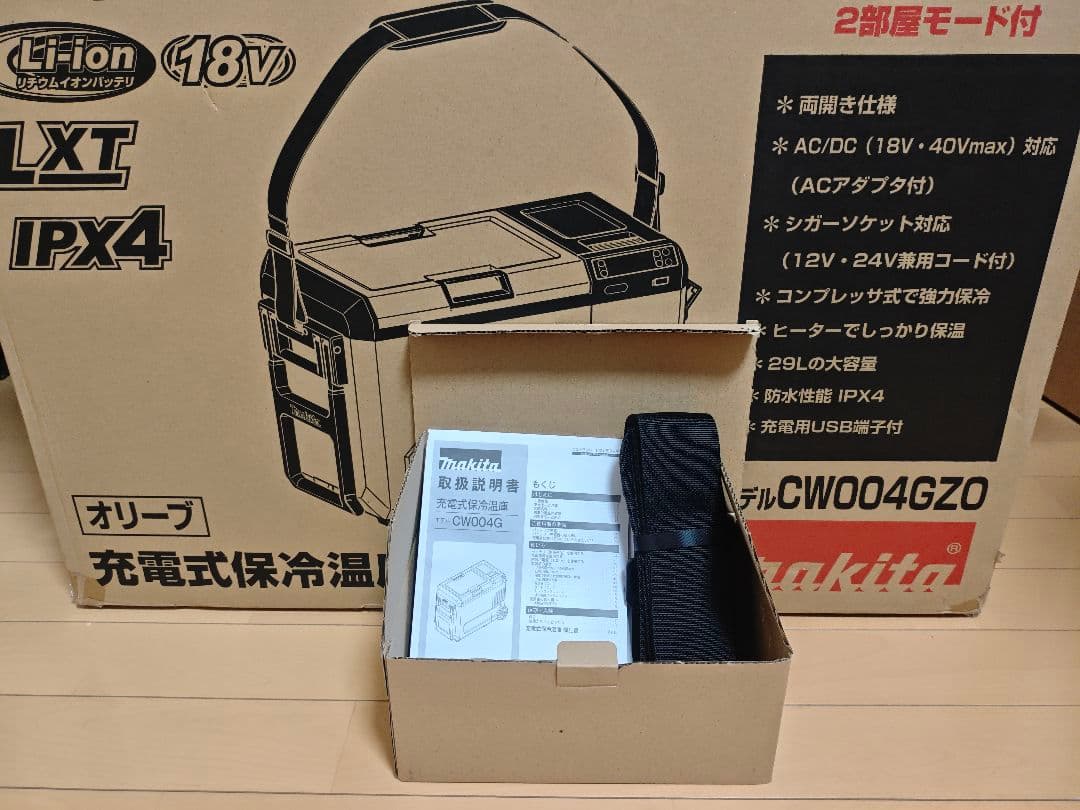 2部屋モード付
Li-ion
リチウムイオンバッテリ
18V
LXT
IPX4
* 両開き仕様
* AC/DC(18V・40Vmax)対応
(ACアダプタ付)
* シガーソケット対応
(12V・24V兼用コード付)
* コンプレッサ式で強力保冷
* ヒーターでしっかり保温
* 29Lの大容量
* 防水性能 IPX4
* 充電用USB端子付
makita
オリーブ
充電式保冷温
デルCW004GZO
makita®
makita
取扱説明書
充電式保冷温庫
モデル CW004G
もくじ